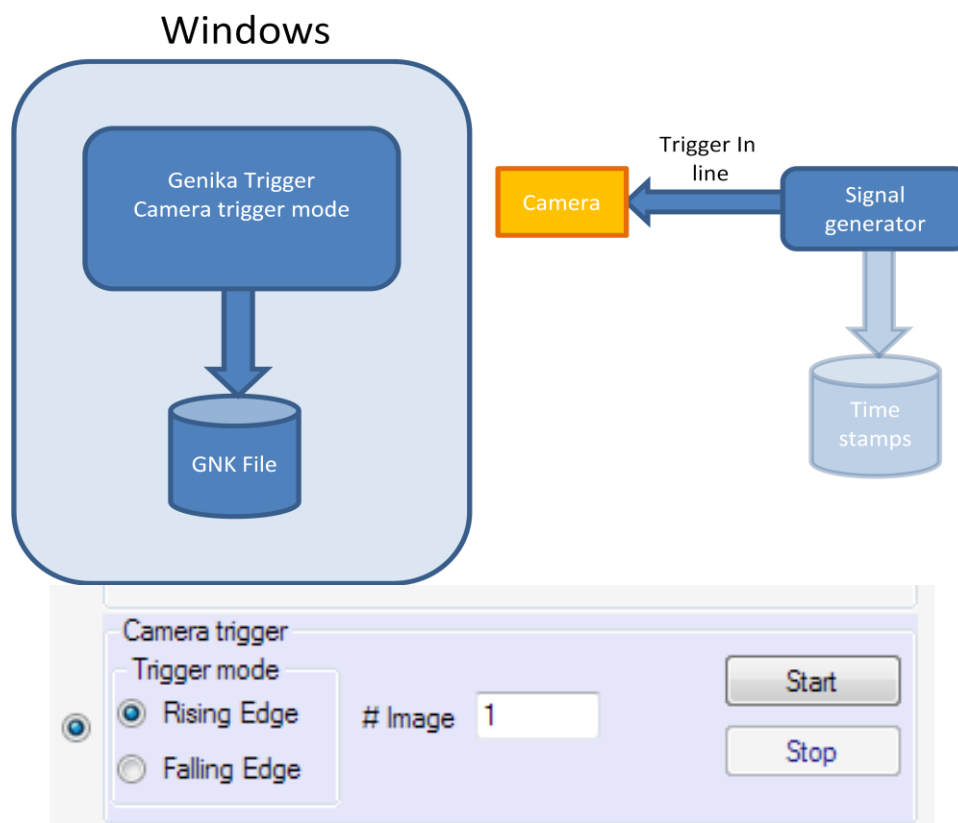 Windows
Genika Trigger
Camera trigger mode
GNK File
Camera
Trigger In
line
Signal
generator
Time
stamps
Camera trigger
Trigger mode
Rising Edge
Falling Edge
# Image
1
Start
Stop